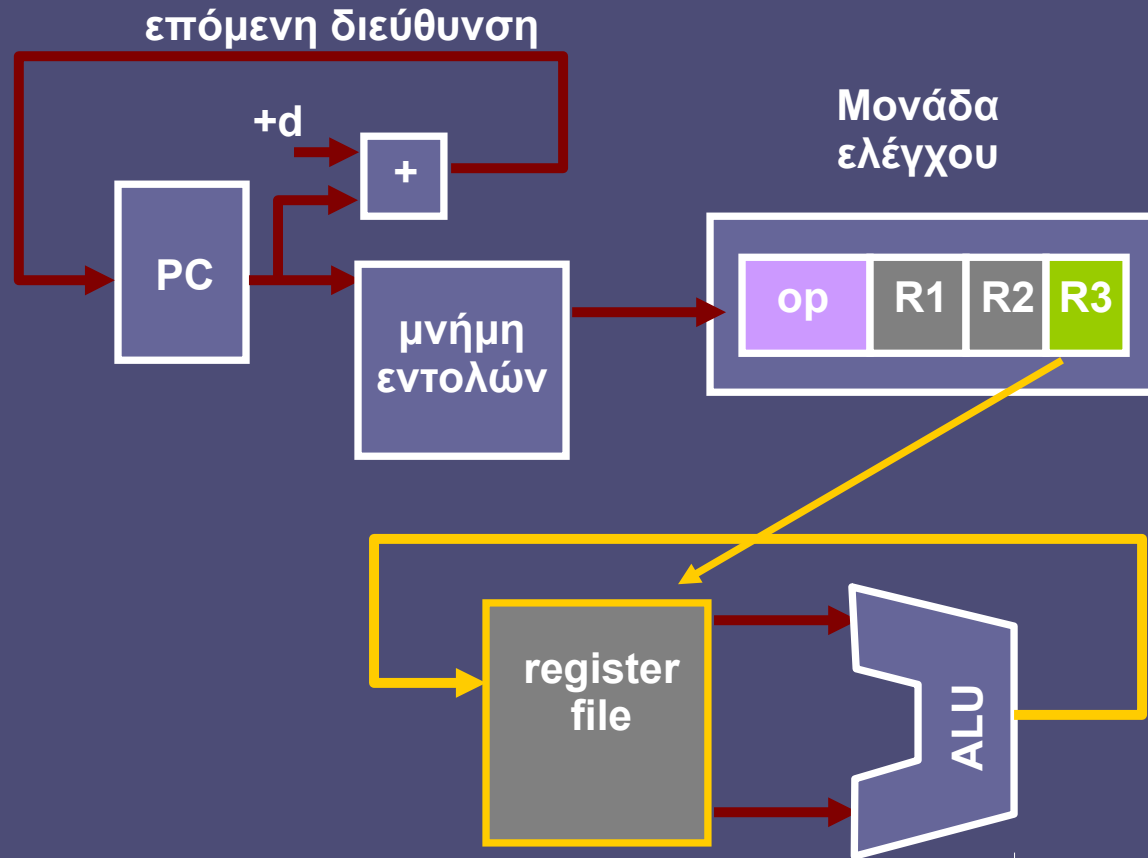 επόμενη διεύθυνση
+d
+
PC
μνήμη
εντολών
Μονάδα
ελέγχου
op R1 R2 R3
register
file
ALU